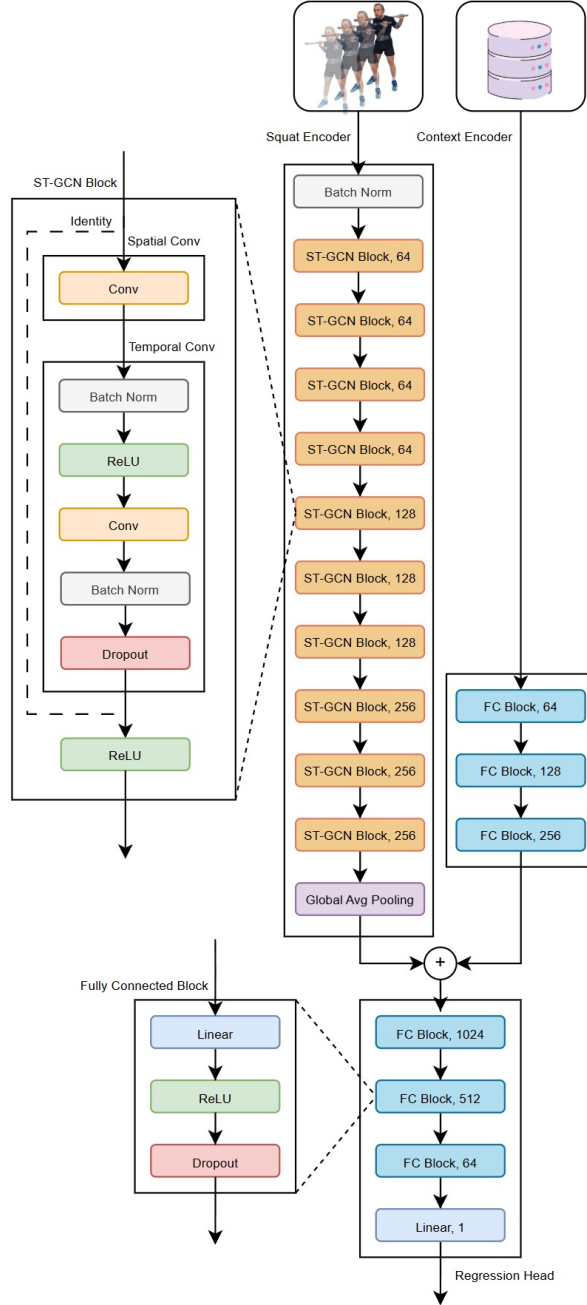 Squat Encoder
Context Encoder
ST-GCN Block
Identity
Spatial Conv
Conv
Temporal Conv
Batch Norm
ReLU
Conv
Batch Norm
Dropout
ReLU
Batch Norm
ST-GCN Block, 64
ST-GCN Block, 64
ST-GCN Block, 64
ST-GCN Block, 64
ST-GCN Block, 128
ST-GCN Block, 128
ST-GCN Block, 128
ST-GCN Block, 256
ST-GCN Block, 256
ST-GCN Block, 256
Global Avg Pooling
FC Block, 64
FC Block, 128
FC Block, 256
+
Fully Connected Block
Linear
ReLU
Dropout
FC Block, 1024
FC Block, 512
FC Block, 64
Linear, 1
Regression Head